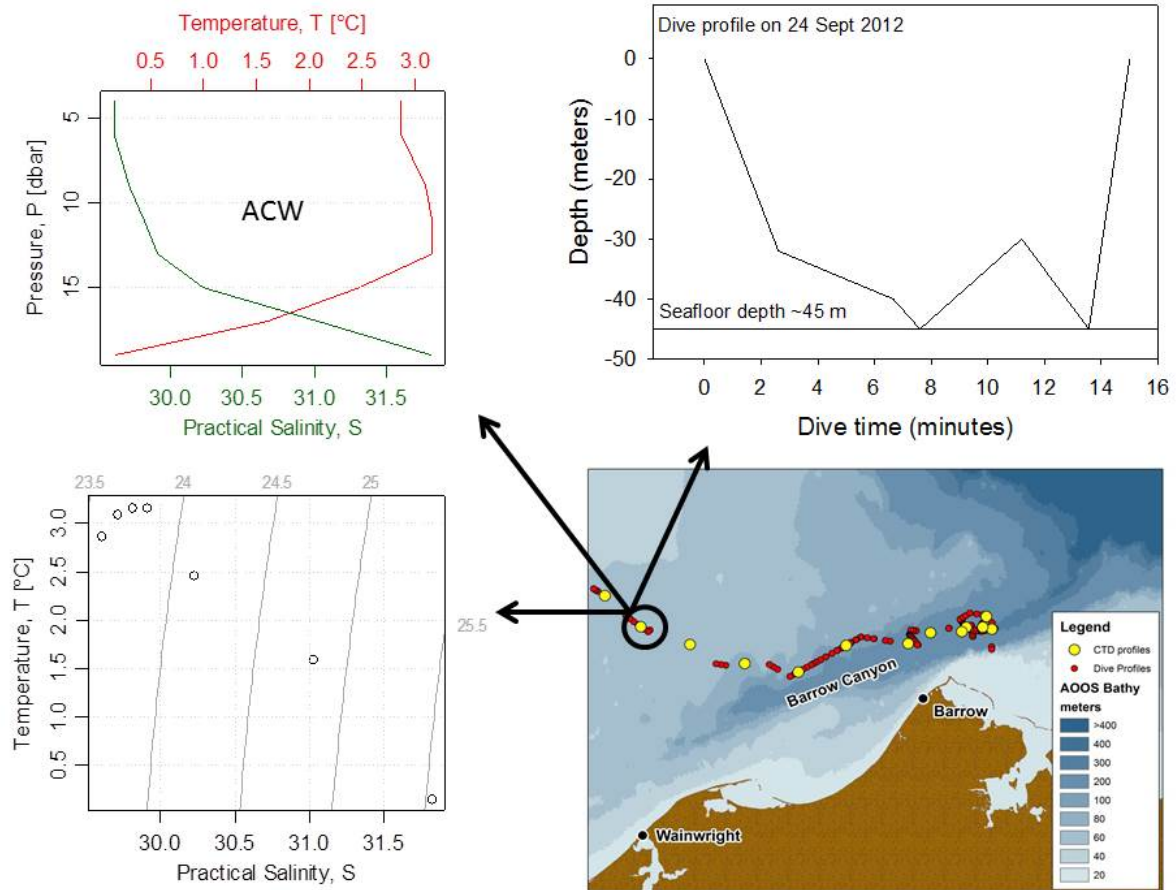 Temperature, T [°C]
0.5 1.0 1.5 2.0 2.5 3.0
Pressure, P [dbar]
5
10
15
ACW
30.0 30.5 31.0 31.5
Practical Salinity, S
Dive profile on 24 Sept 2012
Depth (meters)
0
-10
-20
-30
-40
-50
Seafloor depth ~45 m
0 2 4 6 8 10 12 14 16
Dive time (minutes)
23.5 24 24.5 25
25.5
Temperature, T [°C]
3.0
2.5
2.0
1.5
1.0
0.5
30.0 30.5 31.0 31.5
Practical Salinity, S
Barrow Canyon
Barrow
Wainwright
Legend
CTD profiles
Dive Profiles
AOOS Bathy
meters
>400
400
300
200
100
80
60
40
20